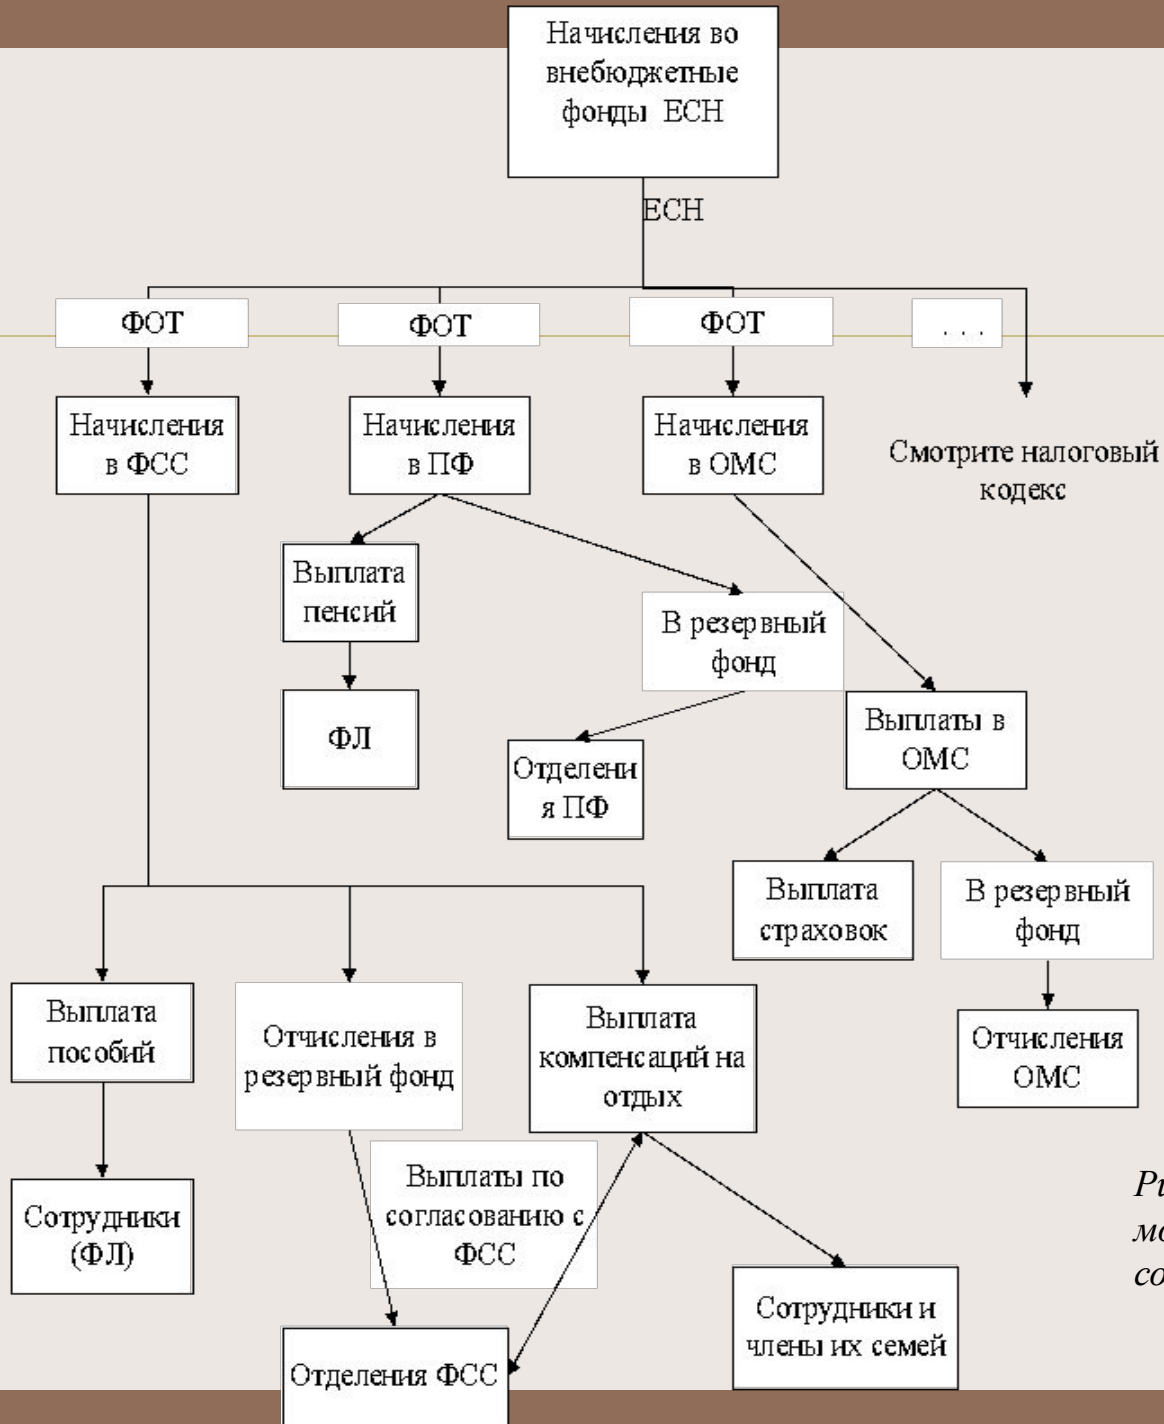 Начисления во
внебюджетные
фонды ЕСН
ЕСН
ФОТ
ФОТ
ФОТ
. . .
Начисления
в ФСС
Начисления
в ПФ
Начисления
в ОМС
Смотрите налоговый
кодекс
Выплата
пенсий
В резервный
фонд
ФЛ
Выплаты в
ОМС
Отделени
я ПФ
Выплата
страховок
В резервный
фонд
Выплата
пособий
Отчисления в
резервный фонд
Выплата
компенсаций на
отдых
Отчисления
ОМС
Выплаты по
согласованию с
ФСС
Сотрудники
(ФЛ)
Сотрудники и
члены их семей
Отделения ФСС